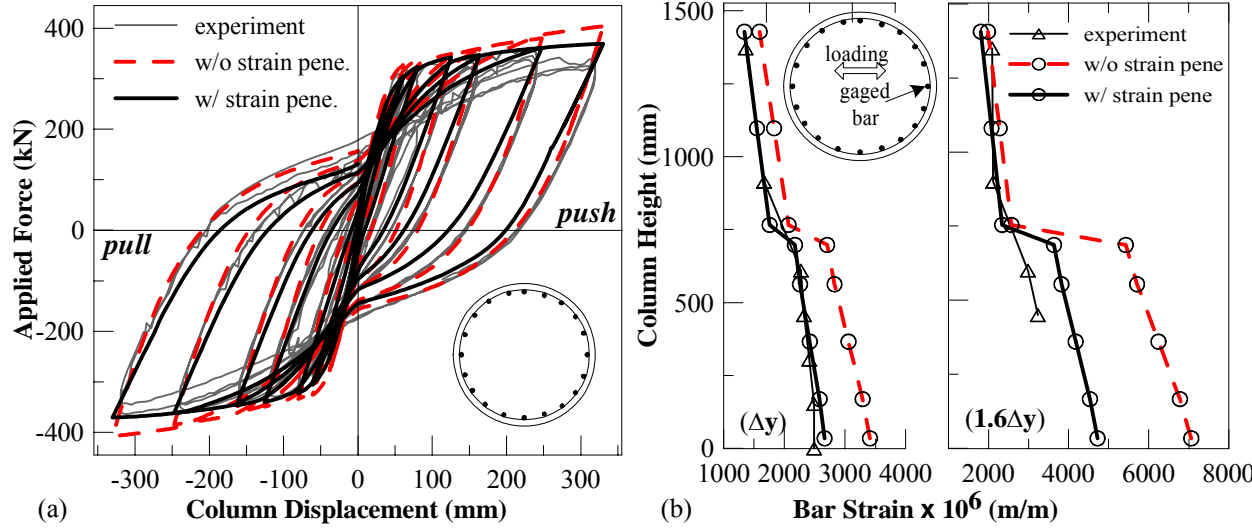 400
200
0
-200
-400
Applied Force (kN)
experiment
w/o strain pene.
w/ strain pene.
pull
push
-300
-200
-100
0
100
200
300
(a)
Column Displacement (mm)
1500
1000
500
0
Column Height (mm)
loading
gaged
bar
(Δy)
1000
2000
3000
4000
experiment
w/o strain pene
w/ strain pene
(1.6Δy)
2000
4000
6000
8000
(b)
Bar Strain x 10⁶ (m/m)